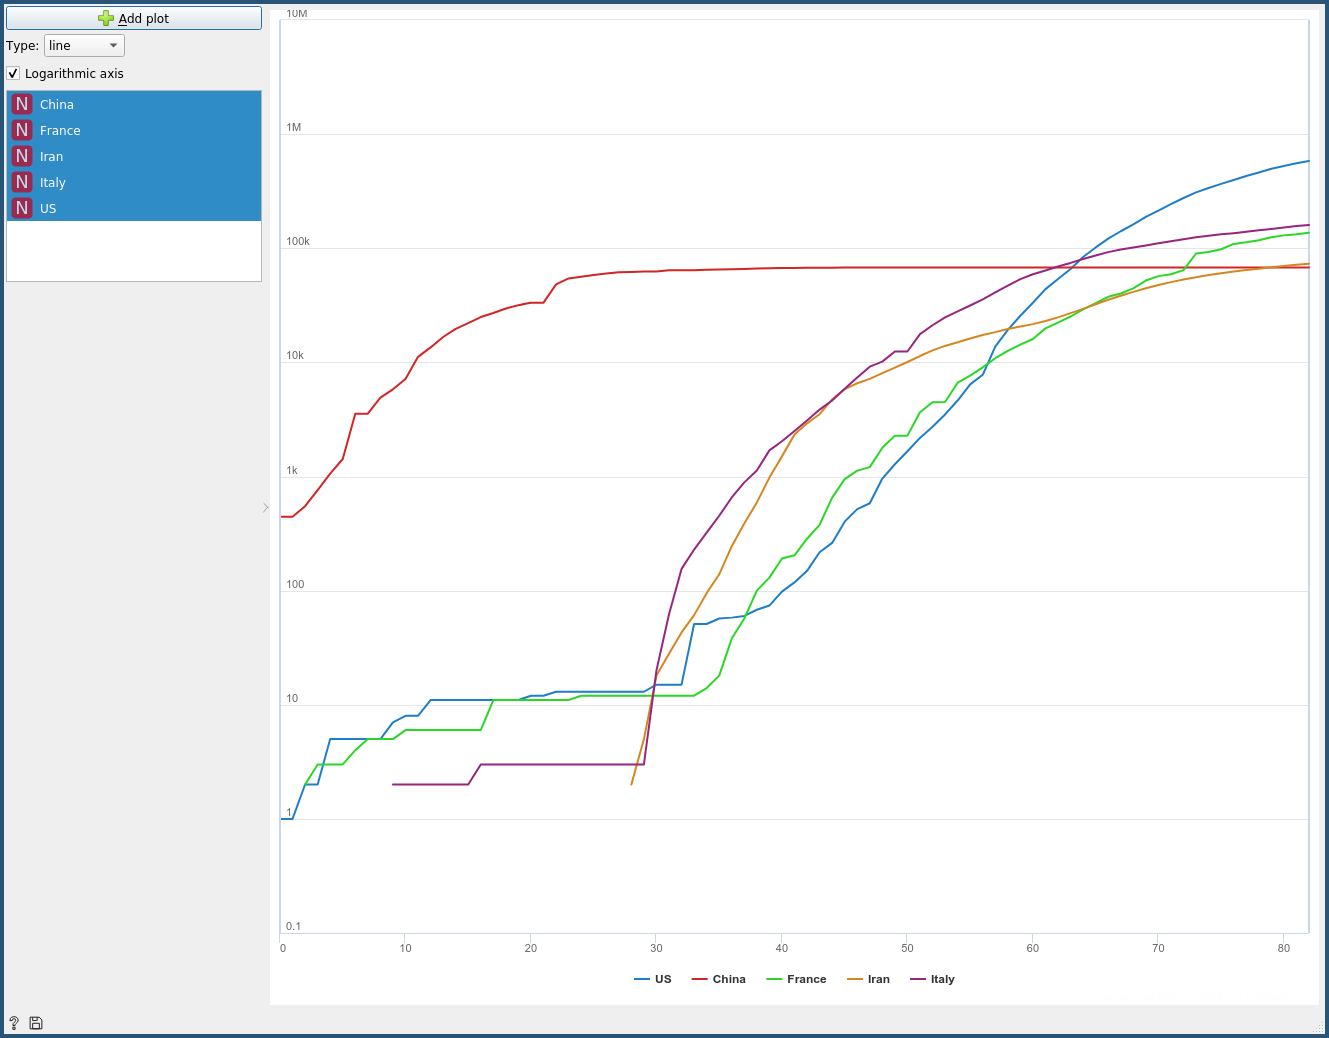 Add plot
Type: line
Logarithmic axis
N China
N France
N Iran
N Italy
N US
10M
1M
100k
10k
1k
100
10
1
0.1
0 10 20 30 40 50 60 70 80
US China France Iran Italy
?